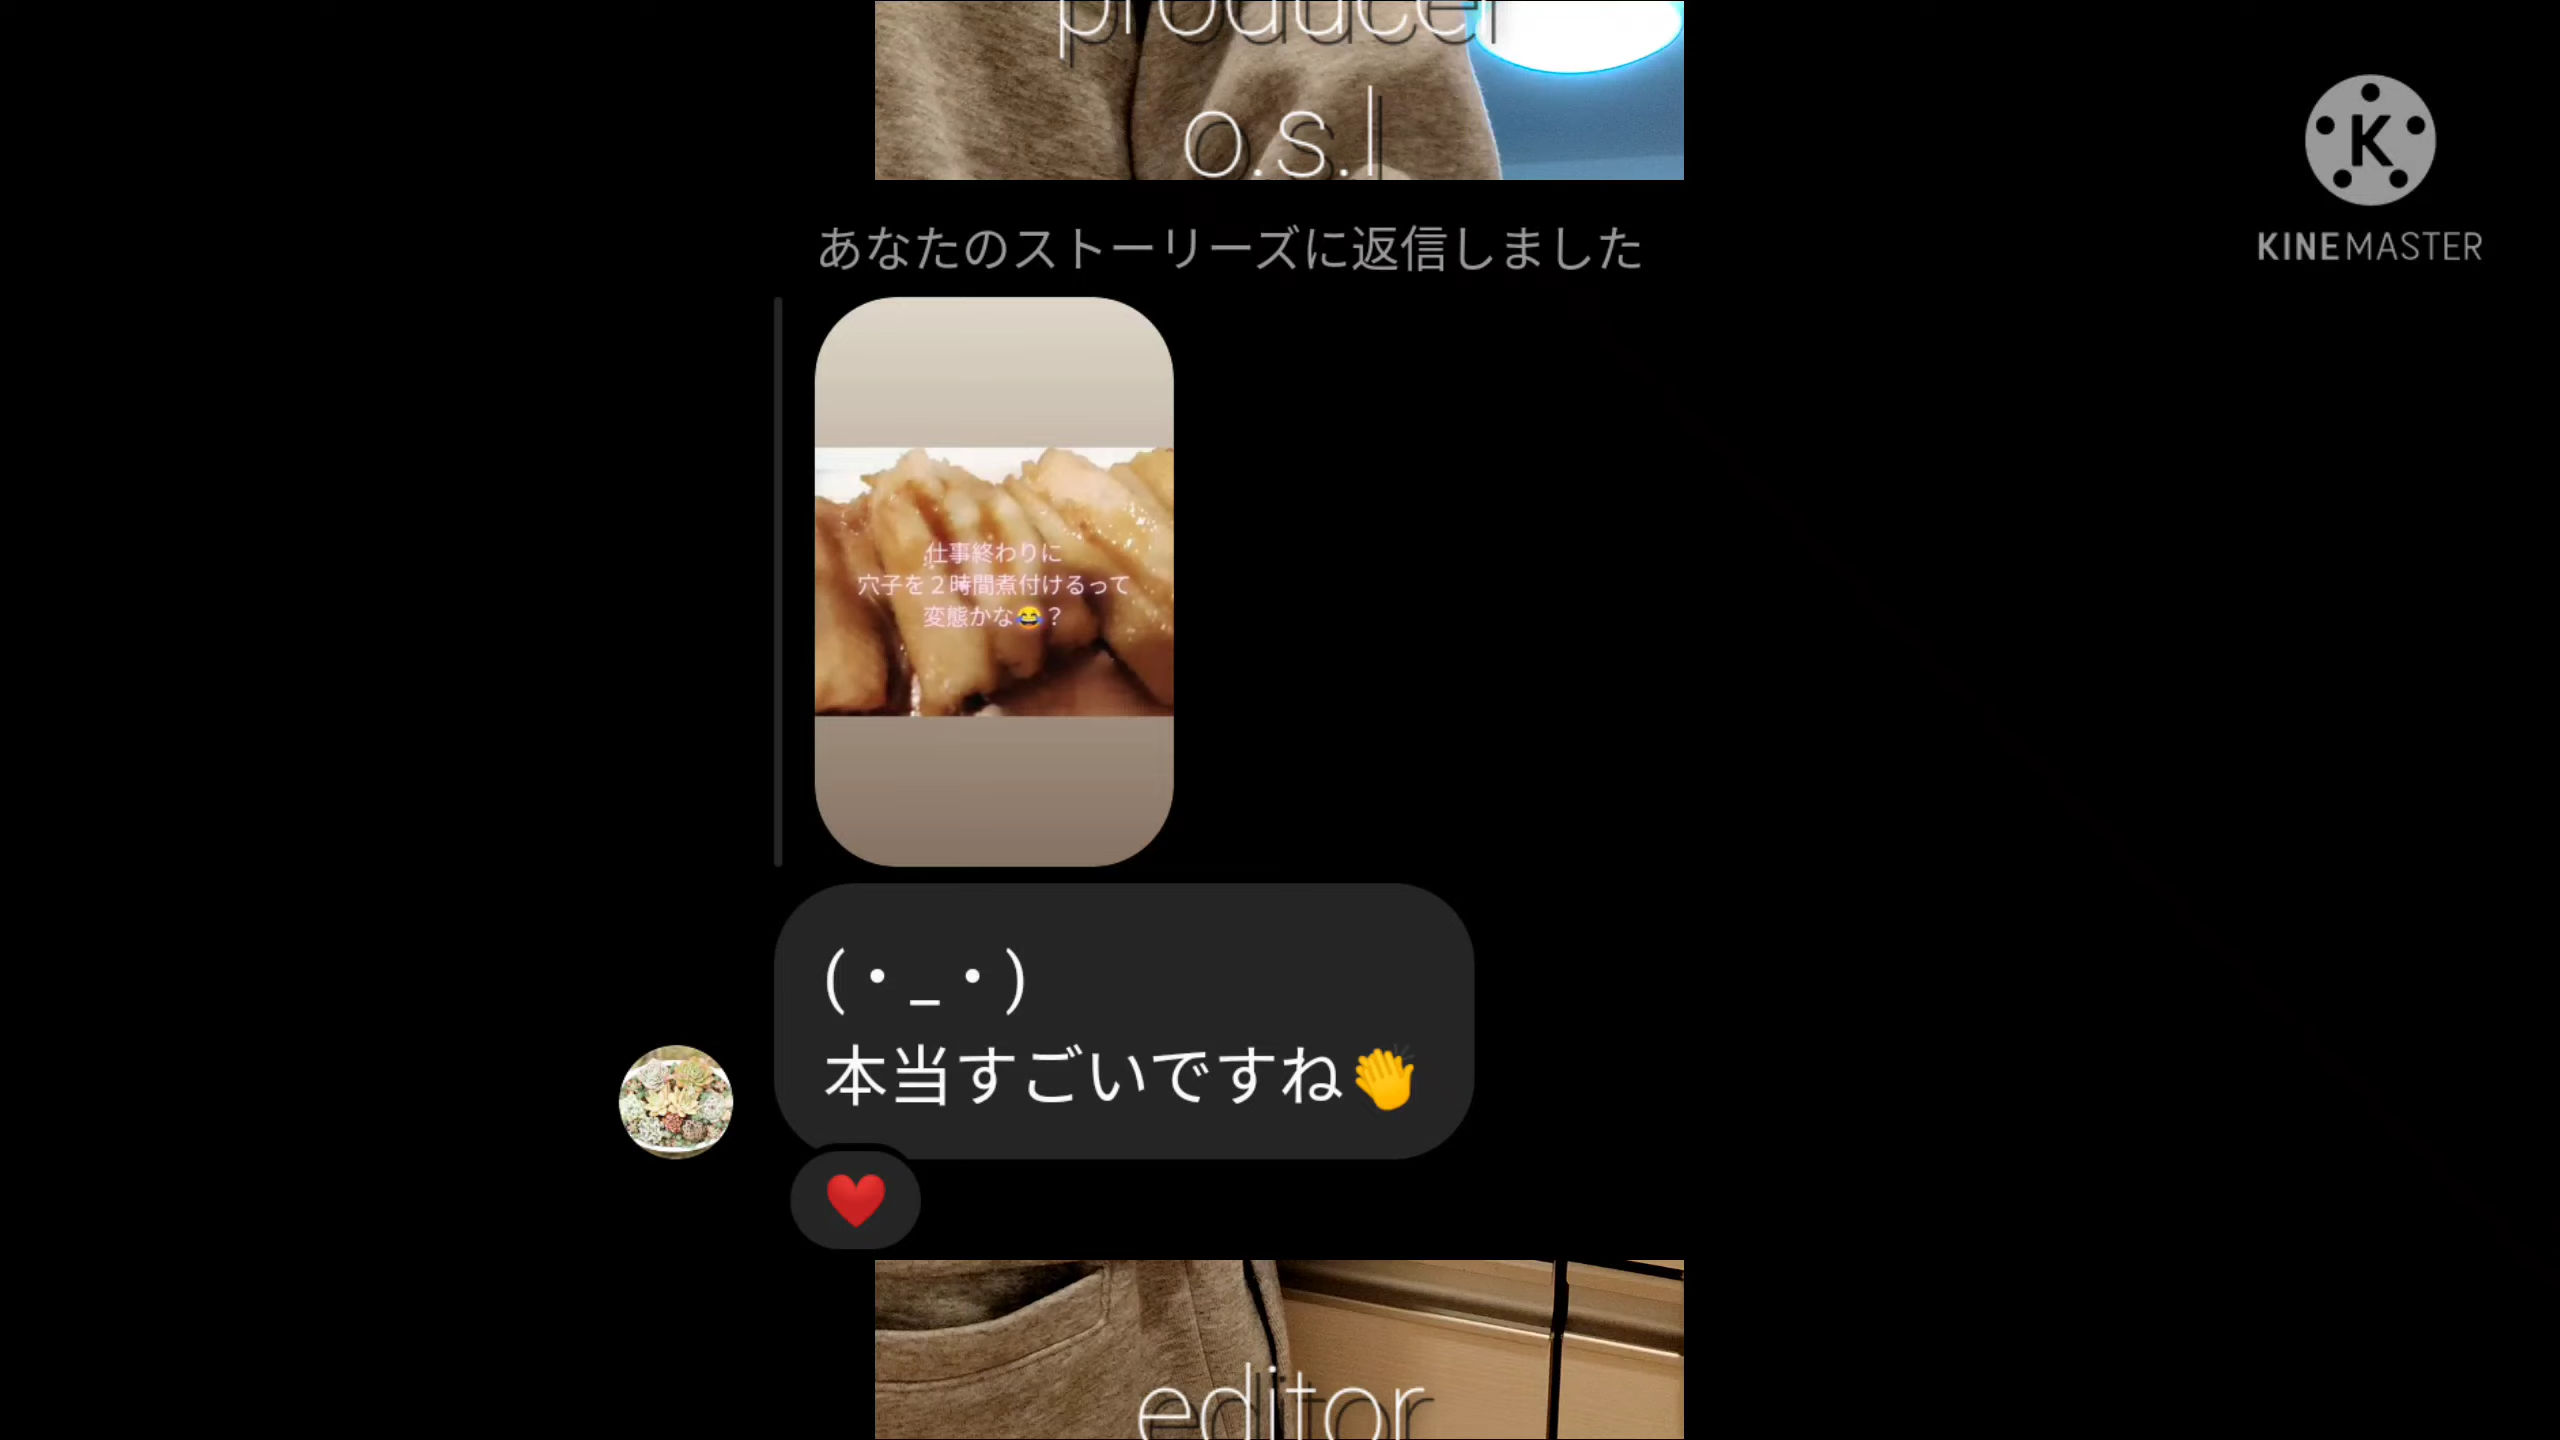 producer
o.s.l
K
KINEMASTER
あなたのストーリーズに返信しました
仕事終わりに
穴子を２時間煮付けるって
変態かな😂？
(・_・)
本当すごいですね👏
❤️
editor